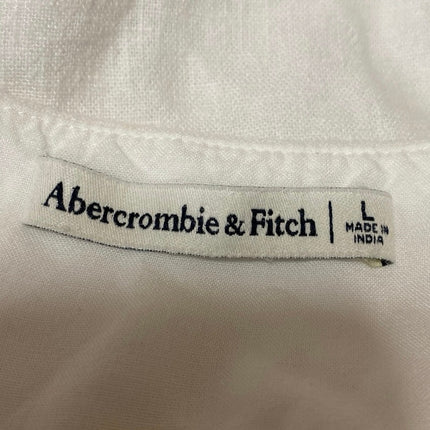 Abercrombie & Fitch | L
MADE IN
INDIA